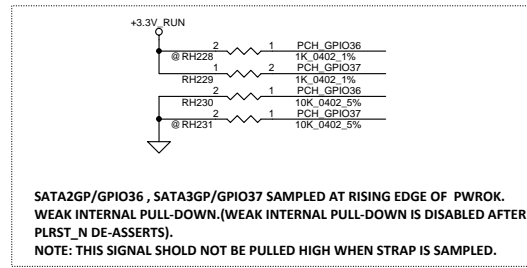 +3.3V_RUN
2 1 PCH_GPIO36
@ RH228 1K_0402_1%
1 2 PCH_GPIO37
RH229 1K_0402_1%
2 1 PCH_GPIO36
RH230 10K_0402_5%
2 1 PCH_GPIO37
@ RH231 10K_0402_5%
SATA2GP/GPIO36 , SATA3GP/GPIO37 SAMPLED AT RISING EDGE OF PWROK.
WEAK INTERNAL PULL-DOWN.(WEAK INTERNAL PULL-DOWN IS DISABLED AFTER
PLRST_N DE-ASSERTS).
NOTE: THIS SIGNAL SHOLD NOT BE PULLED HIGH WHEN STRAP IS SAMPLED.